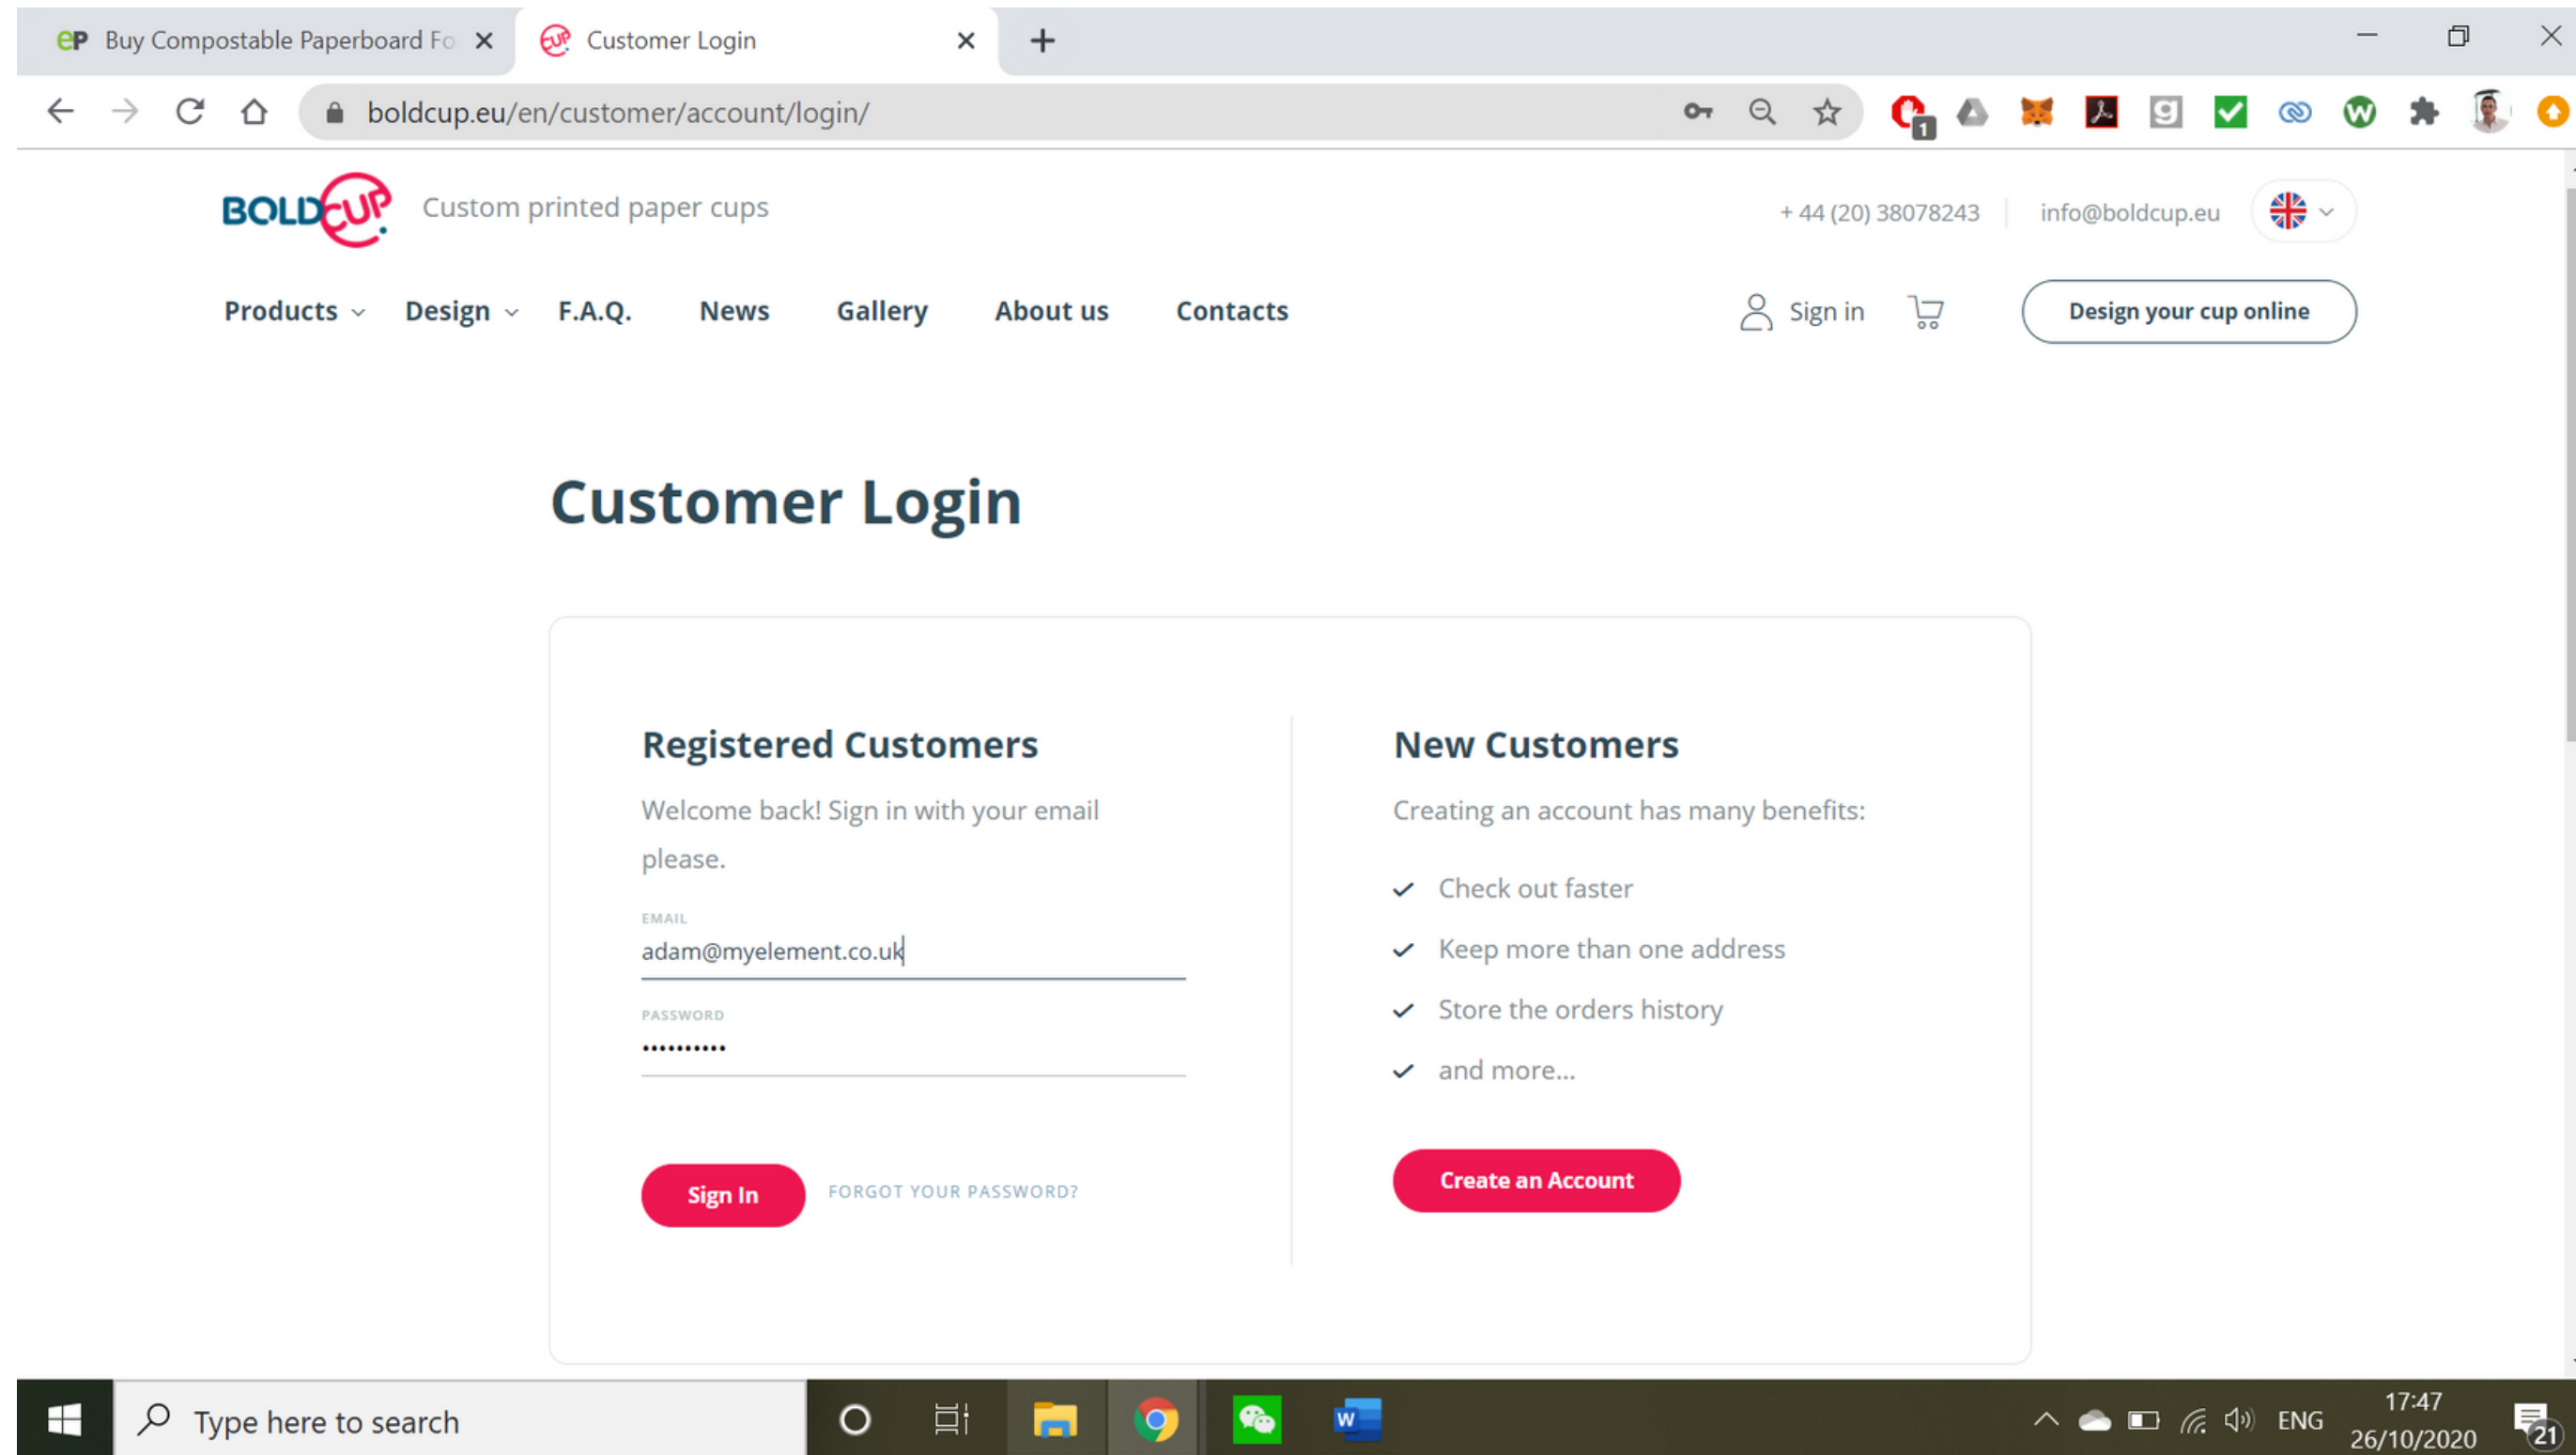 eP Buy Compostable Paperboard Fo
CUP Customer Login
boldcup.eu/en/customer/account/login/
1
BOLDCUP. Custom printed paper cups
+ 44 (20) 38078243 info@boldcup.eu
Products Design F.A.Q. News Gallery About us Contacts
Sign in Design your cup online
Customer Login
Registered Customers
Welcome back! Sign in with your email
please.
EMAIL
adam@myelement.co.uk
PASSWORD
••••••••••
Sign In FORGOT YOUR PASSWORD?
New Customers
Creating an account has many benefits:
Check out faster
Keep more than one address
Store the orders history
and more...
Create an Account
Type here to search
W
ENG
17:47
26/10/2020
21